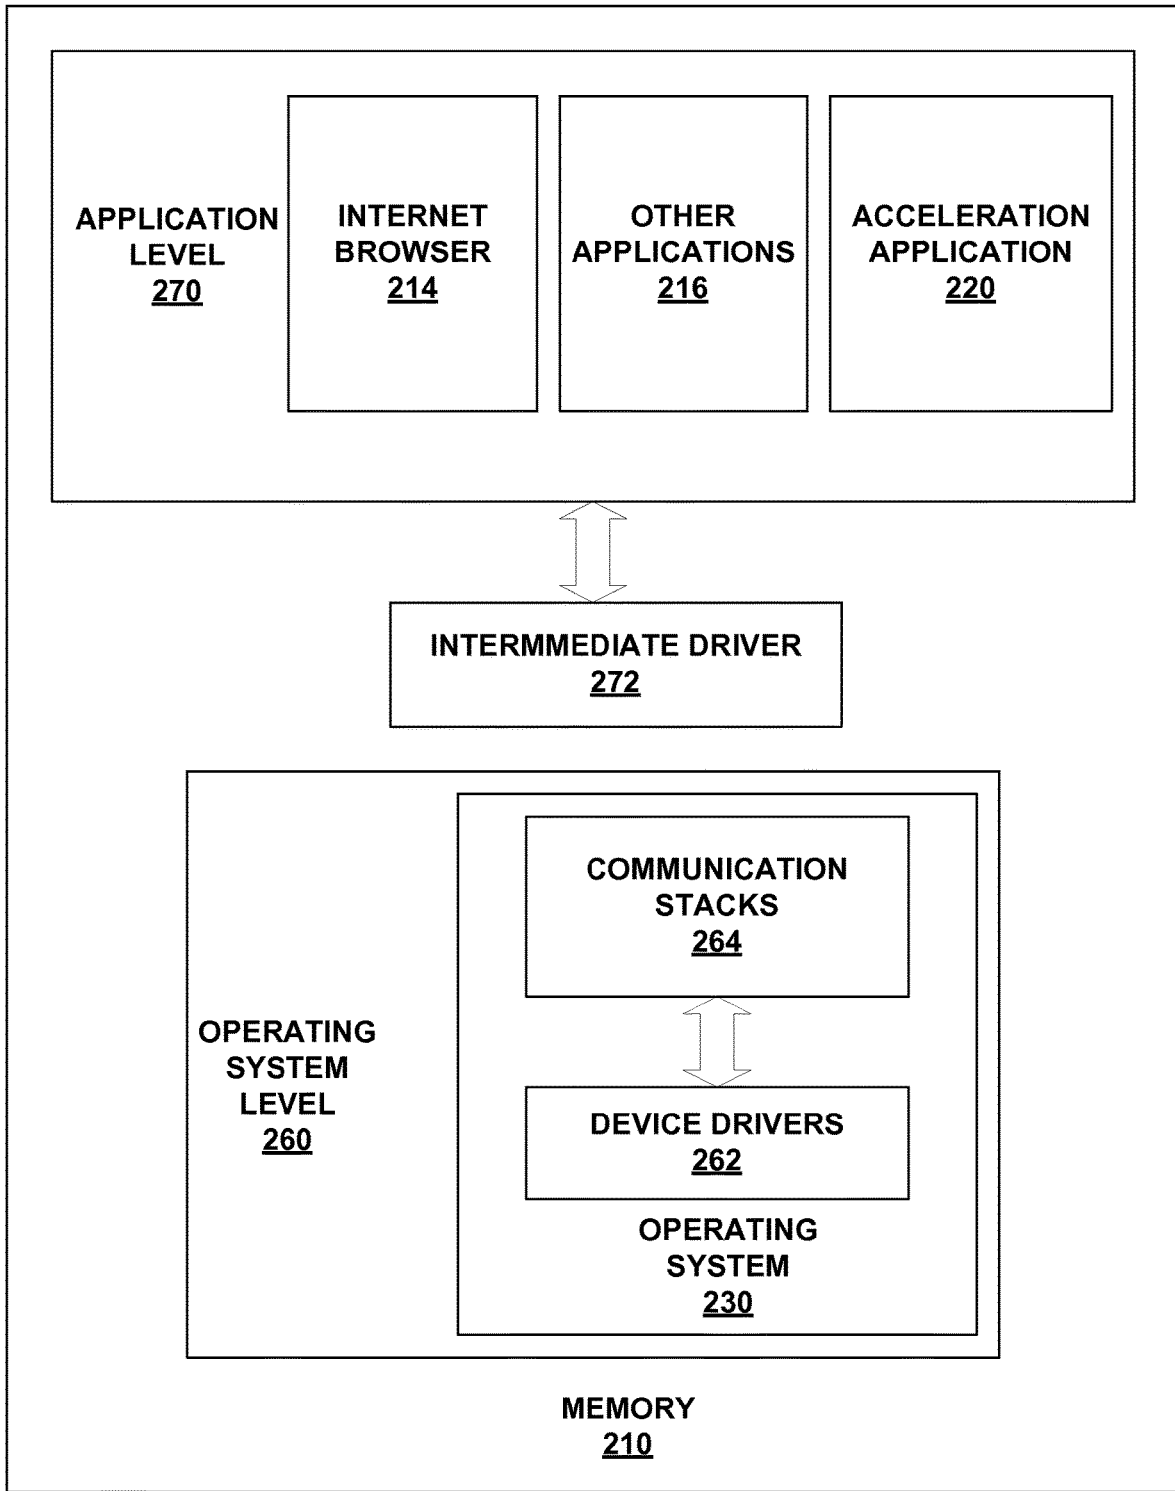 APPLICATION
LEVEL
270
INTERNET
BROWSER
214
OTHER
APPLICATIONS
216
ACCELERATION
APPLICATION
220
INTERMMEDIATE DRIVER
272
COMMUNICATION
STACKS
264
OPERATING
SYSTEM
LEVEL
260
DEVICE DRIVERS
262
OPERATING
SYSTEM
230
MEMORY
210